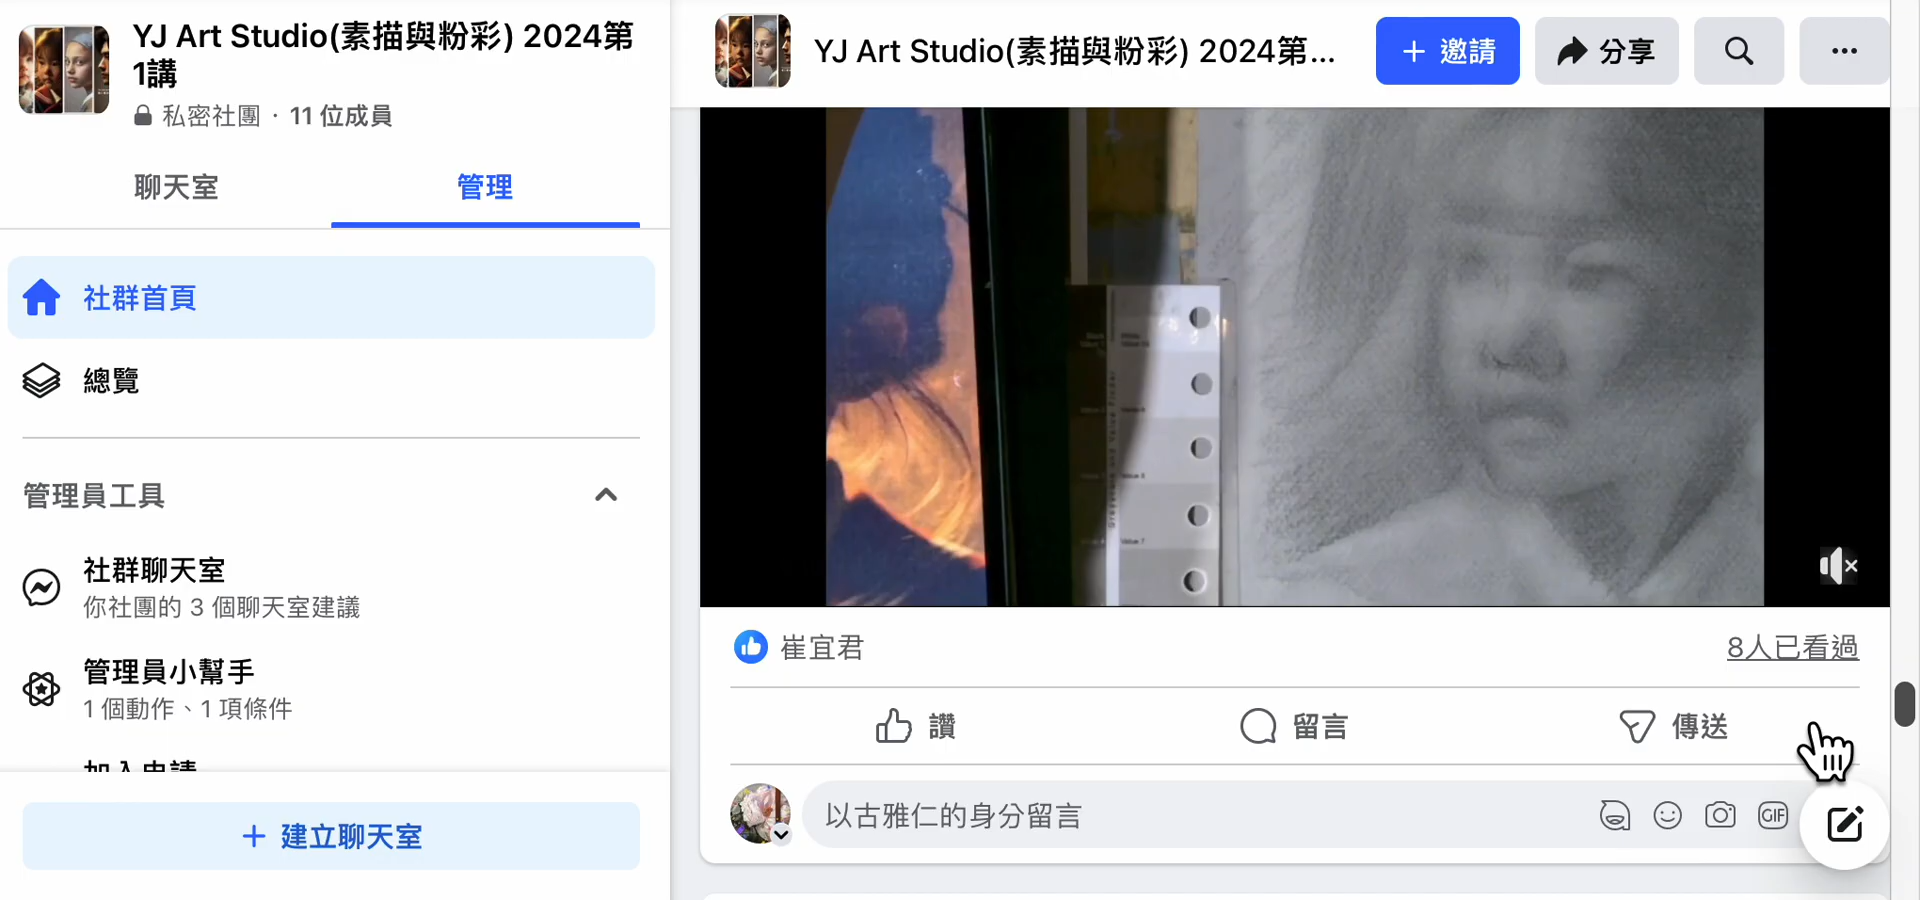 YJ Art Studio(素描與粉彩) 2024第
1講
私密社團 · 11 位成員
聊天室
管理
社群首頁
總覽
管理員工具
社群聊天室
你社團的 3 個聊天室建議
管理員小幫手
1 個動作、1 項條件
加入申請
+ 建立聊天室
YJ Art Studio(素描與粉彩) 2024第...
+ 邀請
分享
Value 7
崔宜君
8人已看過
讚
留言
傳送
以古雅仁的身分留言
GIF